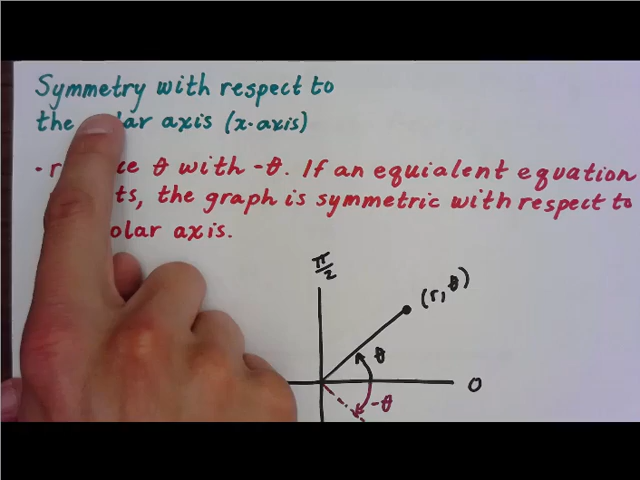 Symmetry with respect to
the ar axis (x-axis)
• r ce θ with -θ. If an equialent equation
ts, the graph is symmetric with respect to
olar axis.
π/2
(r, θ)
θ
0
-θ